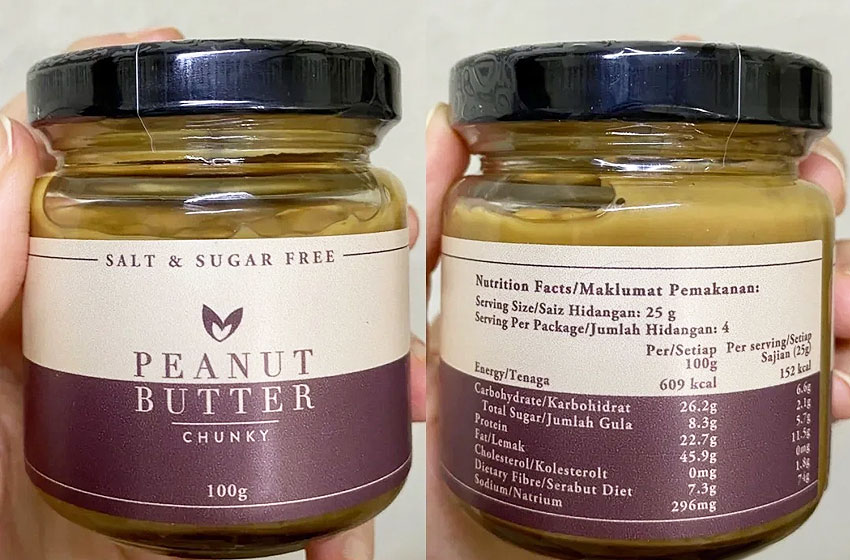 SALT & SUGAR FREE
PEANUT
BUTTER
CHUNKY
100g
Nutrition Facts/Maklumat Pemakanan:
Serving Size/Saiz Hidangan: 25 g
Serving Per Package/Jumlah Hidangan: 4
Per/Setiap 100g Per serving/Setiap Sajian (25g)
Energy/Tenaga 609 kcal 152 kcal
Carbohydrate/Karbohidrat 26.2g 6.6g
Total Sugar/Jumlah Gula 8.3g 2.1g
Protein 22.7g 5.7g
Fat/Lemak 45.9g 11.5g
Cholesterol/Kolesterolt 0mg 0mg
Dietary Fibre/Serabut Diet 7.3g 1.8g
Sodium/Natrium 296mg 74g